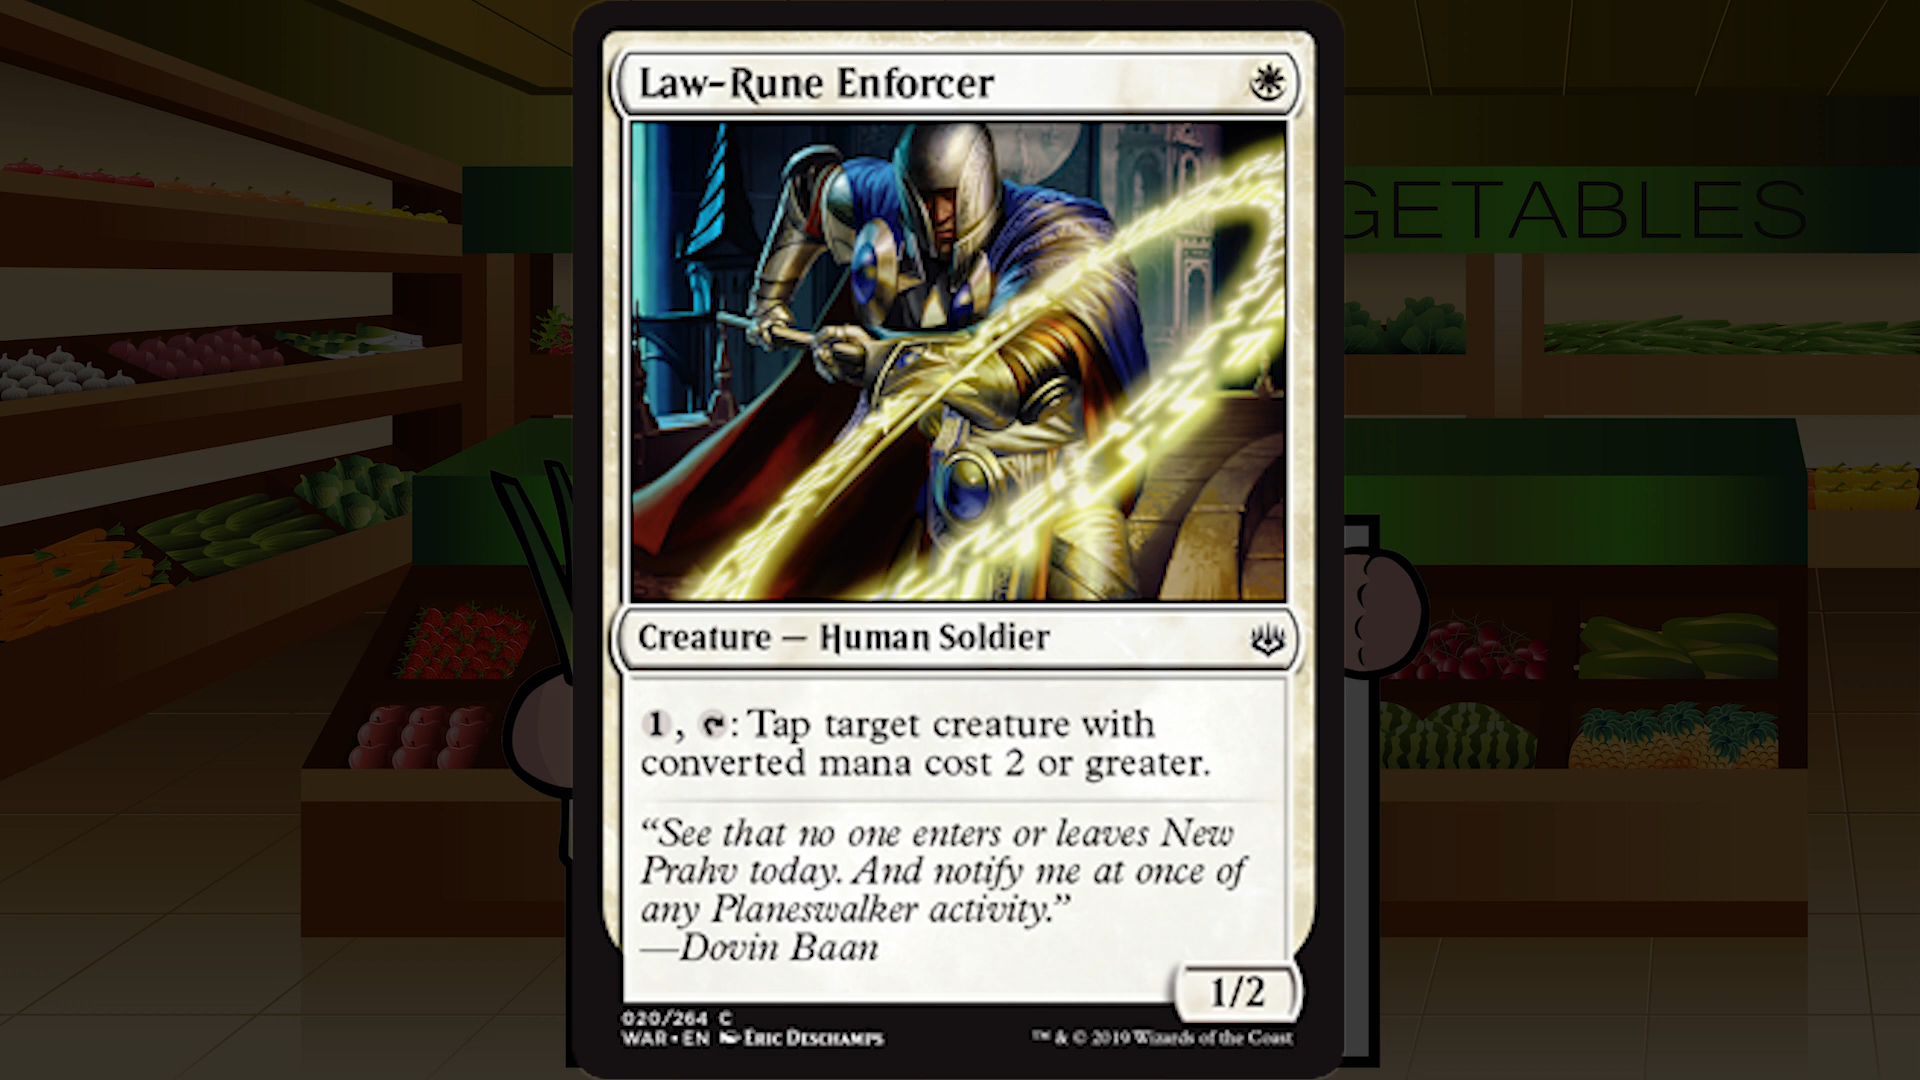 Law-Rune Enforcer
GETABLES
Creature — Human Soldier
1, : Tap target creature with
converted mana cost 2 or greater.
“See that no one enters or leaves New
Prahv today. And notify me at once of
any Planeswalker activity.”
—Dovin Baan
1/2
020/264 C
WAR • EN Eric Deschamps
™ & © 2019 Wizards of the Coast